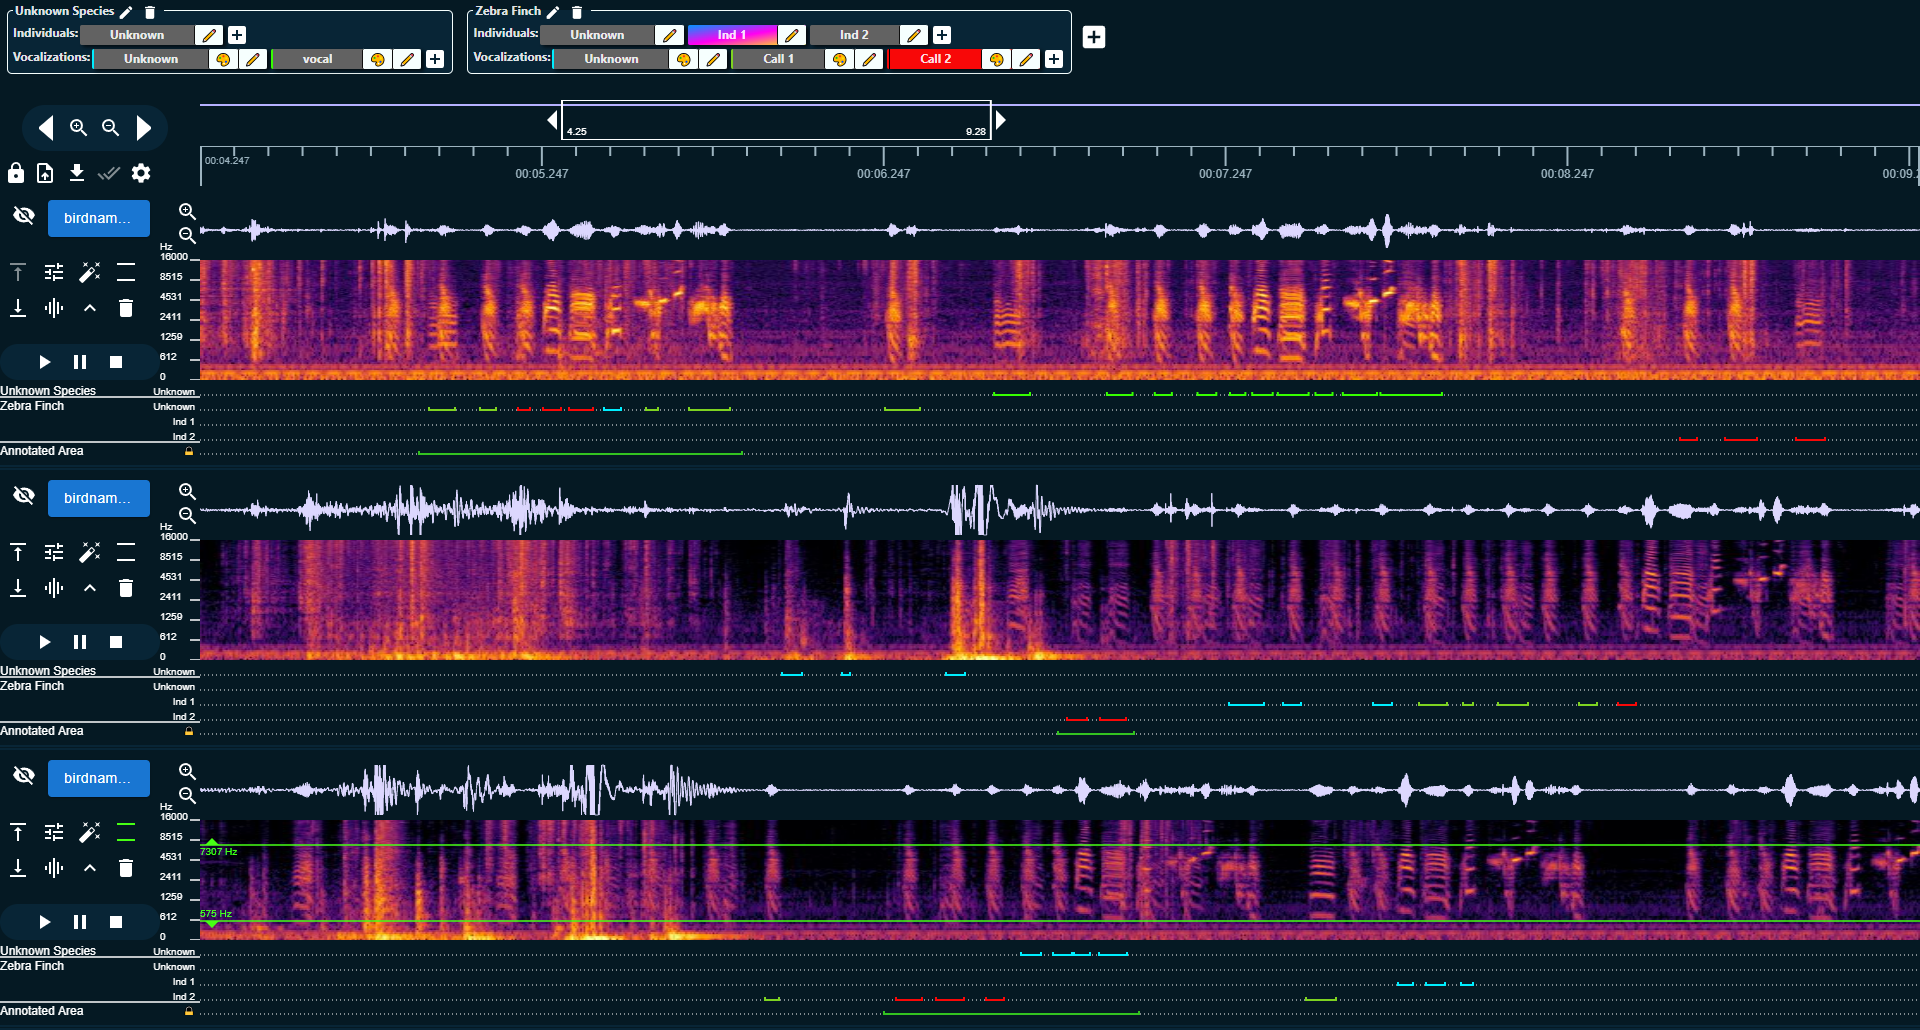 Unknown Species
Zebra Finch
Individuals: Unknown
Individuals: Unknown Ind 1 Ind 2
Vocalizations: Unknown vocal
Vocalizations: Unknown Call 1 Call 2
4.25 9.28
00:04.247
00:05.247 00:06.247 00:07.247 00:08.247 00:09.2
birdnam...
Hz
16000
8515
4531
2411
1259
612
0
Unknown Species Unknown
Zebra Finch Unknown
Ind 1
Ind 2
Annotated Area
birdnam...
Hz
16000
8515
4531
2411
1259
612
0
Unknown Species Unknown
Zebra Finch Unknown
Ind 1
Ind 2
Annotated Area
birdnam...
Hz
16000
8515
7307 Hz
4531
2411
1259
575 Hz
612
0
Unknown Species Unknown
Zebra Finch Unknown
Ind 1
Ind 2
Annotated Area